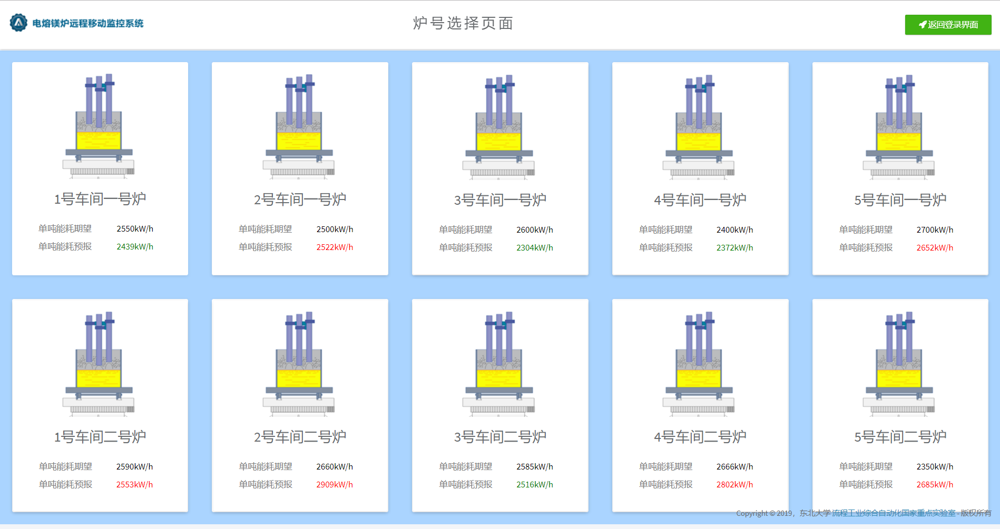 电熔镁炉远程移动监控系统
炉号选择页面
返回登录界面
1号车间一号炉
单吨能耗期望 2550kW/h
单吨能耗预报 2439kW/h
2号车间一号炉
单吨能耗期望 2500kW/h
单吨能耗预报 2522kW/h
3号车间一号炉
单吨能耗期望 2600kW/h
单吨能耗预报 2304kW/h
4号车间一号炉
单吨能耗期望 2400kW/h
单吨能耗预报 2372kW/h
5号车间一号炉
单吨能耗期望 2700kW/h
单吨能耗预报 2652kW/h
1号车间二号炉
单吨能耗期望 2590kW/h
单吨能耗预报 2553kW/h
2号车间二号炉
单吨能耗期望 2660kW/h
单吨能耗预报 2909kW/h
3号车间二号炉
单吨能耗期望 2585kW/h
单吨能耗预报 2516kW/h
4号车间二号炉
单吨能耗期望 2666kW/h
单吨能耗预报 2802kW/h
5号车间二号炉
单吨能耗期望 2350kW/h
单吨能耗预报 2685kW/h
Copyright © 2019，东北大学 流程工业综合自动化国家重点实验室 - 版权所有